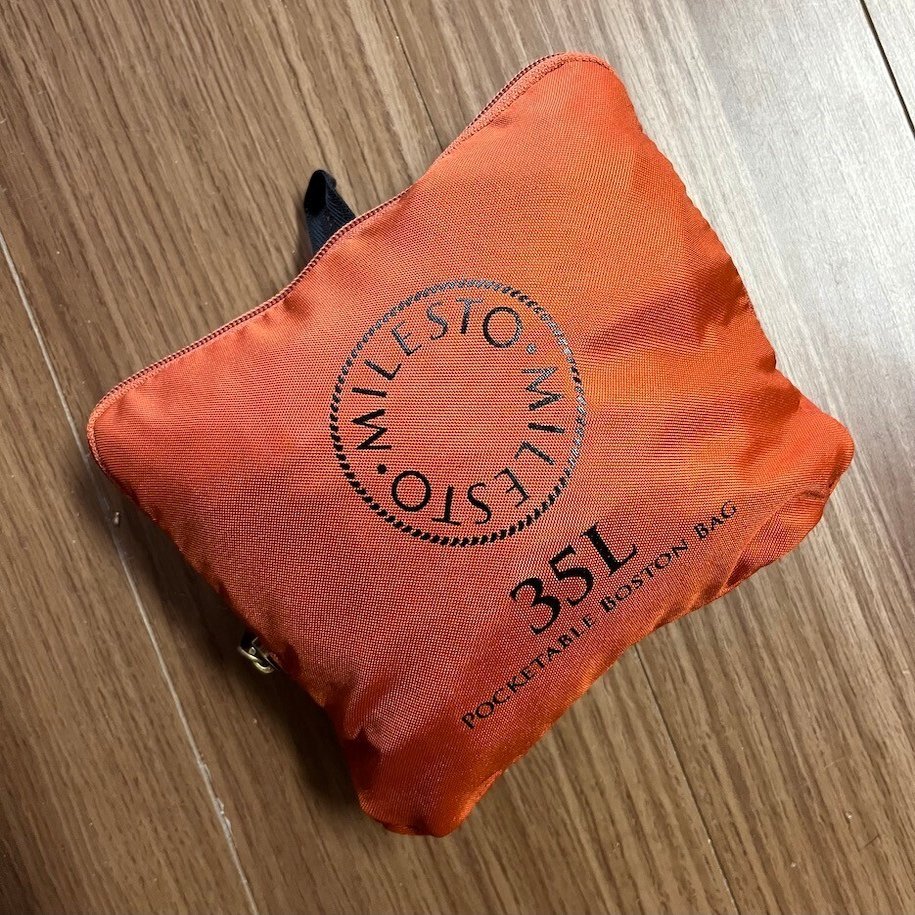 MILESTO • MILESTO •
35L
POCKETABLE BOSTON BAG